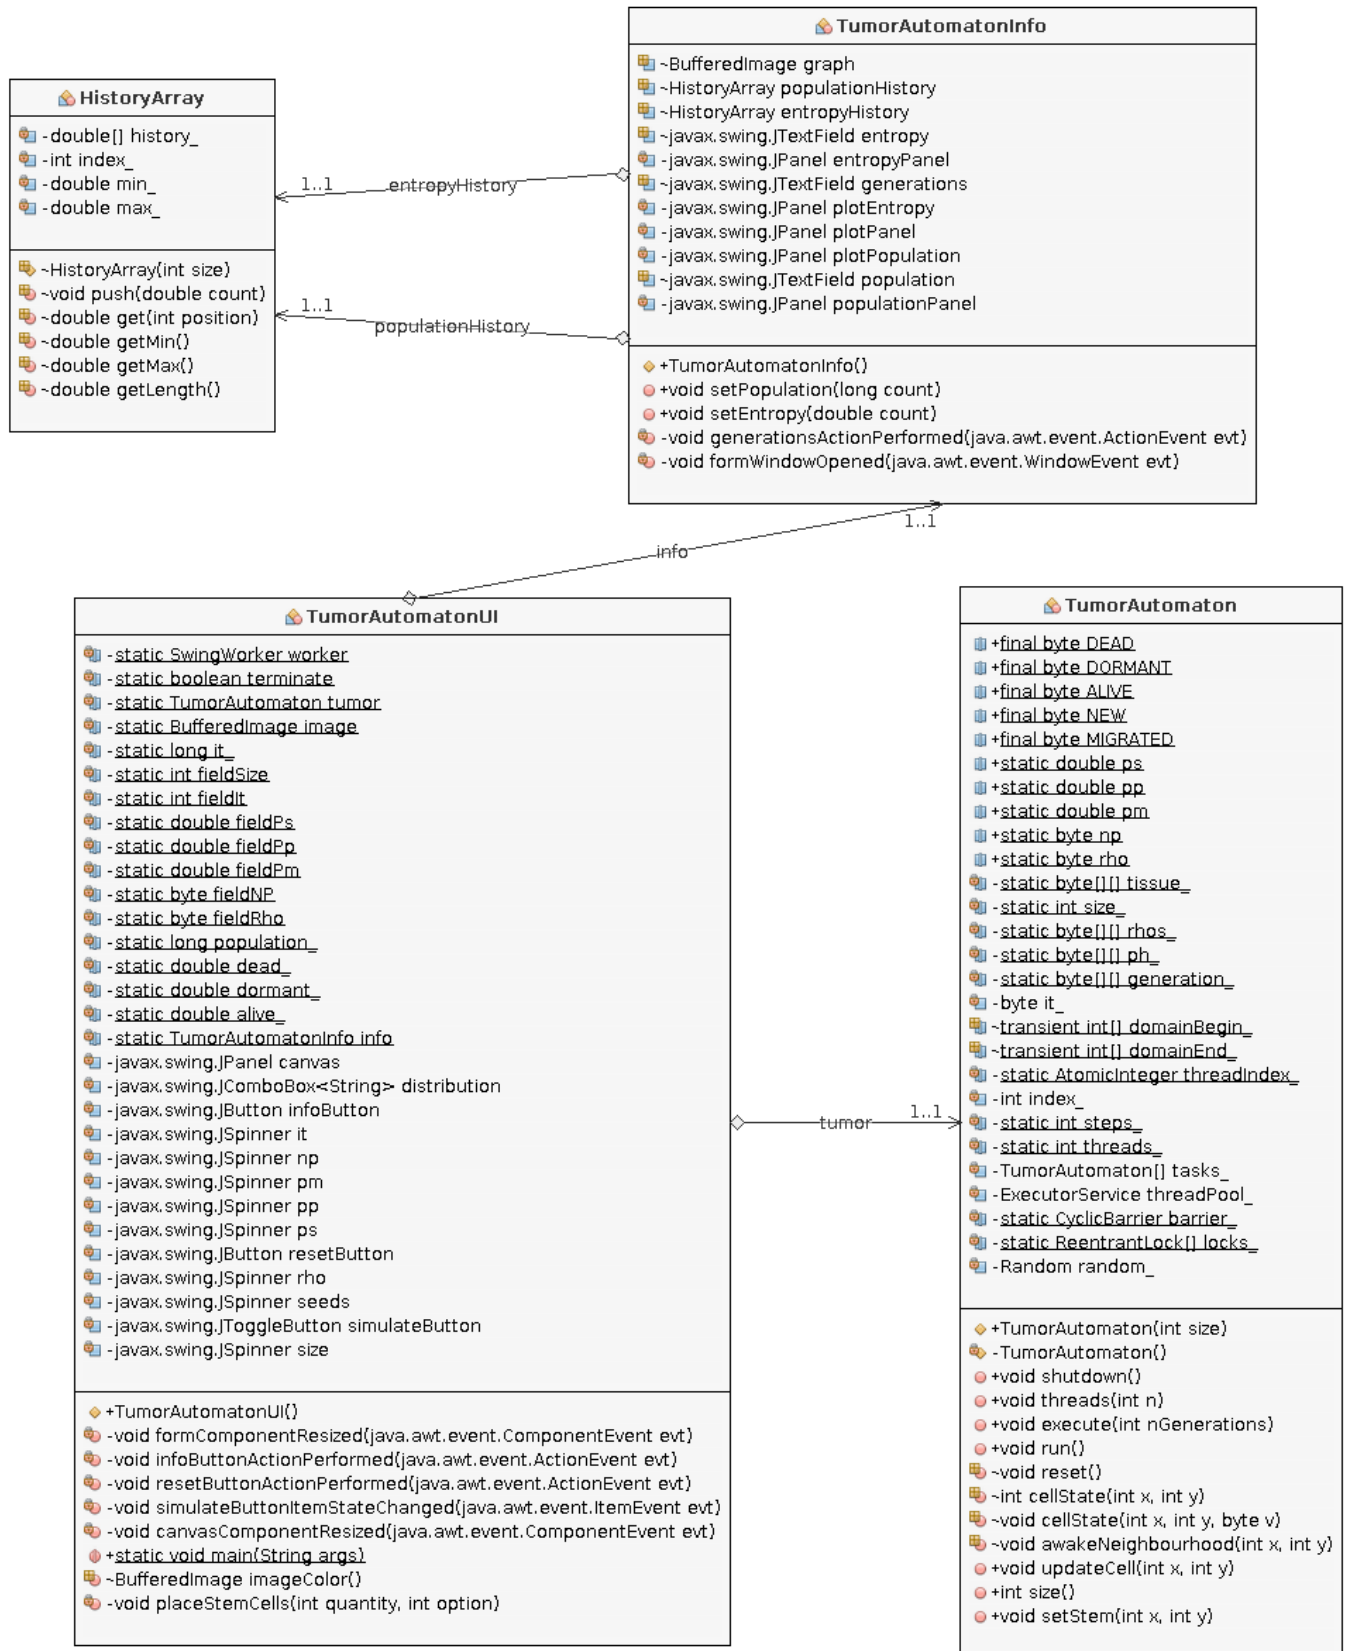 TumorAutomatonInfo
~BufferedImage graph
~HistoryArray populationHistory
~HistoryArray entropyHistory
~javax.swing.JTextField entropy
-javax.swing.JPanel entropyPanel
~javax.swing.JTextField generations
-javax.swing.JPanel plotEntropy
-javax.swing.JPanel plotPanel
-javax.swing.JPanel plotPopulation
~javax.swing.JTextField population
-javax.swing.JPanel populationPanel
+TumorAutomatonInfo()
+void setPopulation(long count)
+void setEntropy(double count)
-void generationsActionPerformed(java.awt.event.ActionEvent evt)
-void formWindowOpened(java.awt.event.WindowEvent evt)
HistoryArray
-double[] history_
-int index_
-double min_
-double max_
~HistoryArray(int size)
~void push(double count)
~double get(int position)
~double getMin()
~double getMax()
~double getLength()
1..1
entropyHistory
1..1
populationHistory
1..1
info
TumorAutomatonUI
-static SwingWorker worker
-static boolean terminate
-static TumorAutomaton tumor
-static BufferedImage image
-static long it_
-static int fieldSize
-static int fieldIt
-static double fieldPs
-static double fieldPp
-static double fieldPm
-static byte fieldNP
-static byte fieldRho
-static long population_
-static double dead_
-static double dormant_
-static double alive_
-static TumorAutomatonInfo info
-javax.swing.JPanel canvas
-javax.swing.JComboBox<String> distribution
-javax.swing.JButton infoButton
-javax.swing.JSpinner it
-javax.swing.JSpinner np
-javax.swing.JSpinner pm
-javax.swing.JSpinner pp
-javax.swing.JSpinner ps
-javax.swing.JButton resetButton
-javax.swing.JSpinner rho
-javax.swing.JSpinner seeds
-javax.swing.JToggleButton simulateButton
-javax.swing.JSpinner size
+TumorAutomatonUI()
-void formComponentResized(java.awt.event.ComponentEvent evt)
-void infoButtonActionPerformed(java.awt.event.ActionEvent evt)
-void resetButtonActionPerformed(java.awt.event.ActionEvent evt)
-void simulateButtonItemStateChanged(java.awt.event.ItemEvent evt)
-void canvasComponentResized(java.awt.event.ComponentEvent evt)
+static void main(String args)
~BufferedImage imageColor()
-void placeStemCells(int quantity, int option)
tumor
1..1
TumorAutomaton
+final byte DEAD
+final byte DORMANT
+final byte ALIVE
+final byte NEW
+final byte MIGRATED
+static double ps
+static double pp
+static double pm
+static byte np
+static byte rho
-static byte[][] tissue_
-static int size_
-static byte[][] rhos_
-static byte[][] ph_
-static byte[][] generation_
-byte it_
~transient int[] domainBegin_
~transient int[] domainEnd_
-static AtomicInteger threadIndex_
-int index_
-static int steps_
-static int threads_
-TumorAutomaton[] tasks_
-ExecutorService threadPool_
-static CyclicBarrier barrier_
-static ReentrantLock[] locks_
-Random random_
+TumorAutomaton(int size)
-TumorAutomaton()
+void shutdown()
+void threads(int n)
+void execute(int nGenerations)
+void run()
~void reset()
~int cellState(int x, int y)
~void cellState(int x, int y, byte v)
~void awakeNeighbourhood(int x, int y)
+void updateCell(int x, int y)
+int size()
+void setStem(int x, int y)